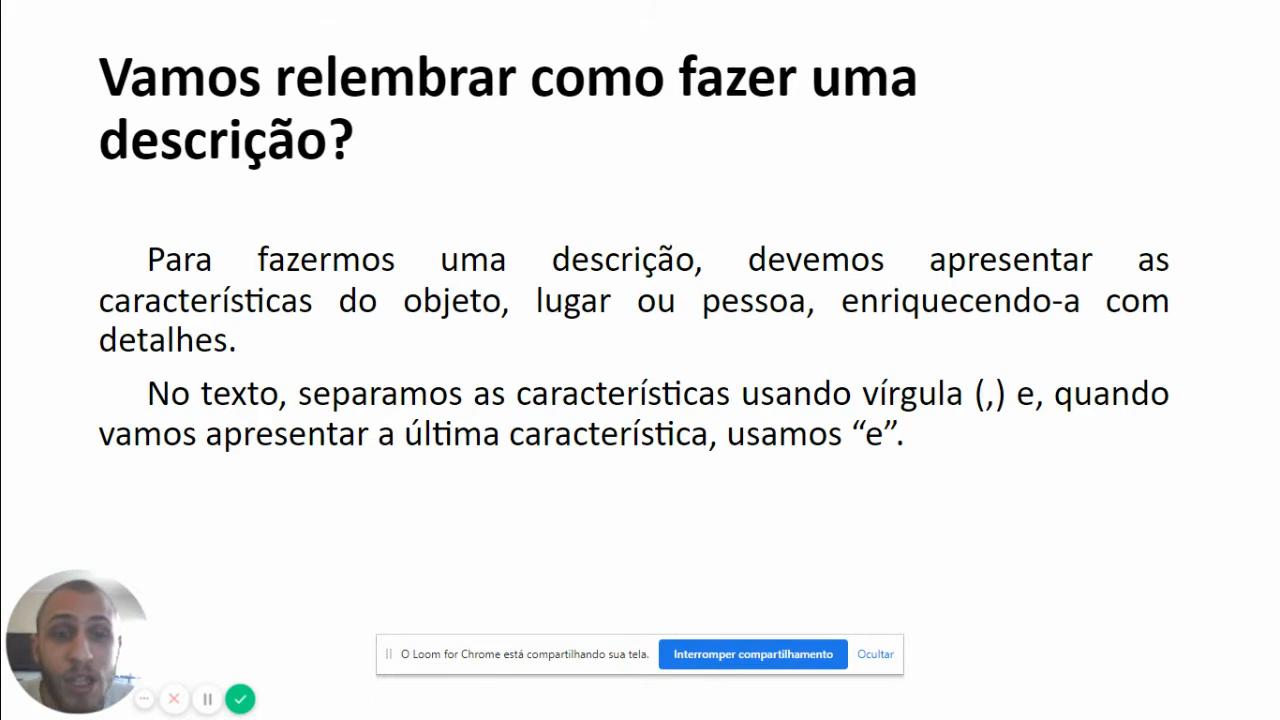 Vamos relembrar como fazer uma
descrição?
Para fazermos uma descrição, devemos apresentar as
características do objeto, lugar ou pessoa, enriquecendo-a com
detalhes.
No texto, separamos as características usando vírgula (,) e, quando
vamos apresentar a última característica, usamos “e”.
O Loom for Chrome está compartilhando sua tela. Interromper compartilhamento Ocultar